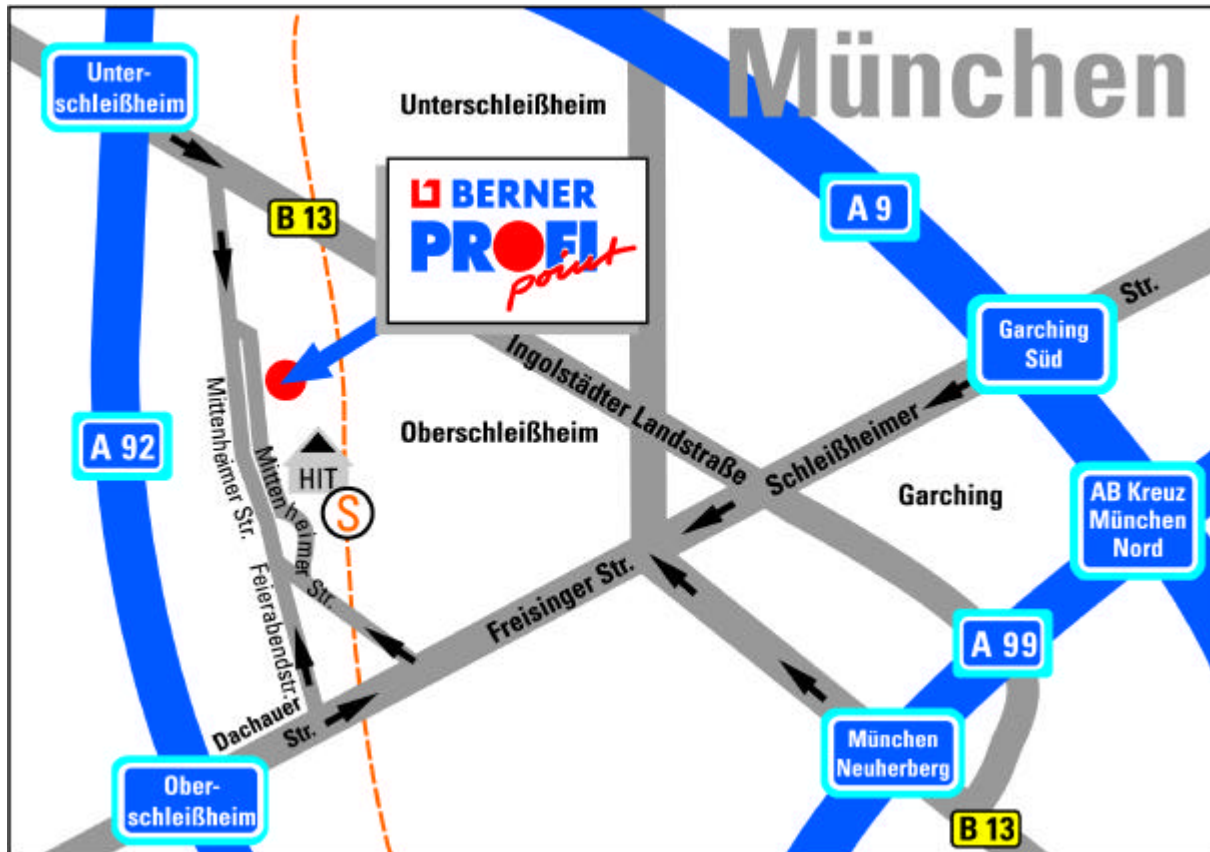 München
Unter-
schleißheim
Unterschleißheim
B 13
BERNER
PROFI
point
A 9
Str.
Garching
Süd
Ingolstädter Landstraße
Mittenheimer Str.
A 92
Oberschleißheim
Schleißheimer
HIT
Mittenheimer Str.
S
Garching
AB Kreuz
München
Nord
Feierabendstr.
Freisinger Str.
A 99
Dachauer
Str.
München
Neuherberg
Ober-
schleißheim
B 13